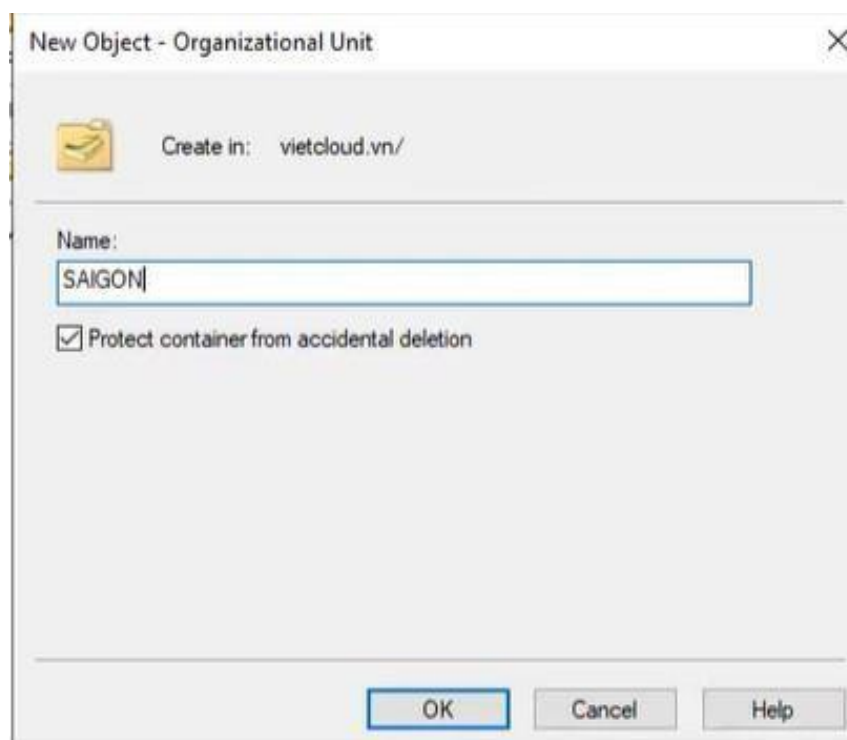 New Object - Organizational Unit
Create in: vietcloud.vn/
Name:
SAIGON
Protect container from accidental deletion
OK Cancel Help